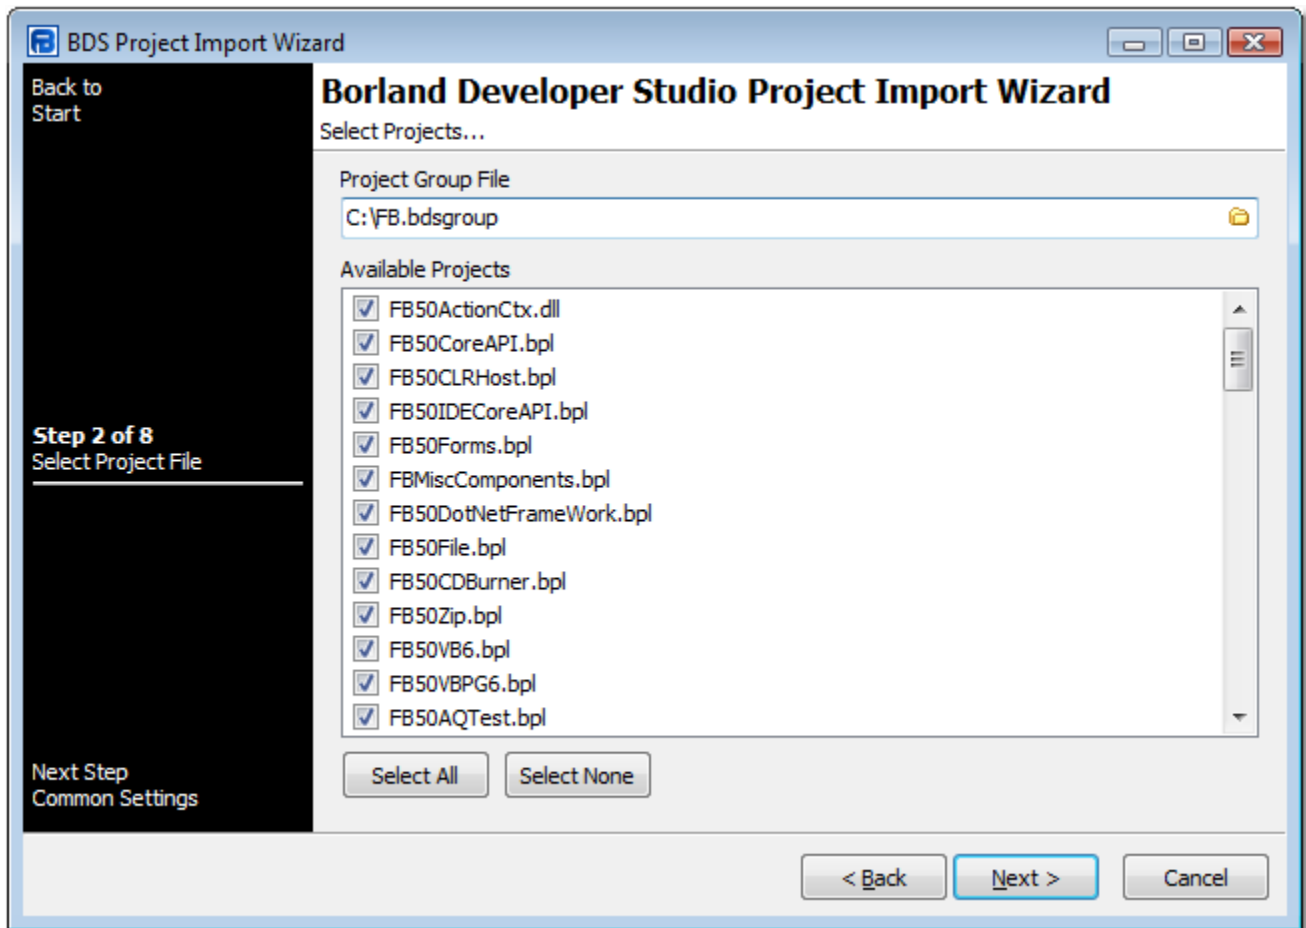 BDS Project Import Wizard
Back to
Start
Borland Developer Studio Project Import Wizard
Select Projects...
Project Group File
C:\FB.bdsgroup
Available Projects
FB50ActionCtx.dll
FB50CoreAPI.bpl
FB50CLRHost.bpl
FB50IDECoreAPI.bpl
FB50Forms.bpl
FBMiscComponents.bpl
FB50DotNetFrameWork.bpl
FB50File.bpl
FB50CDBurner.bpl
FB50Zip.bpl
FB50VB6.bpl
FB50VBPG6.bpl
FB50AQTest.bpl
Step 2 of 8
Select Project File
Next Step
Common Settings
Select All
Select None
< Back
Next >
Cancel